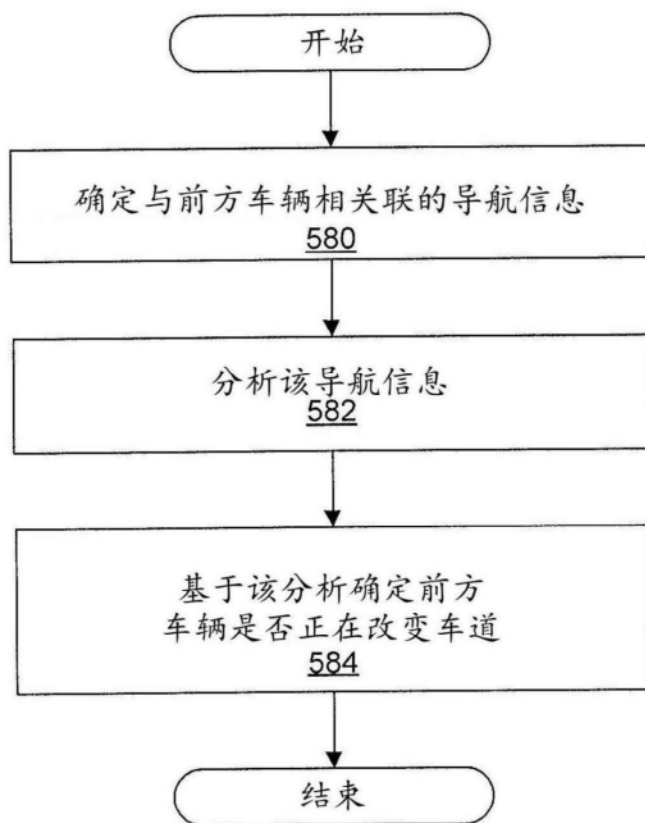 开始
确定与前方车辆相关联的导航信息
580
分析该导航信息
582
基于该分析确定前方
车辆是否正在改变车道
584
结束